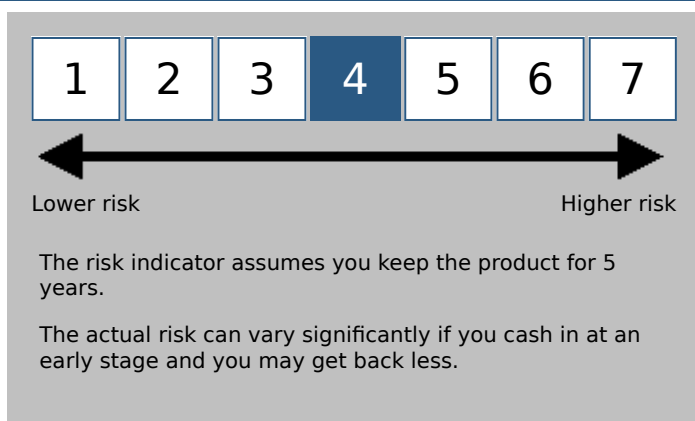 1 2 3 4 5 6 7
Lower risk Higher risk
The risk indicator assumes you keep the product for 5
years.
The actual risk can vary significantly if you cash in at an
early stage and you may get back less.